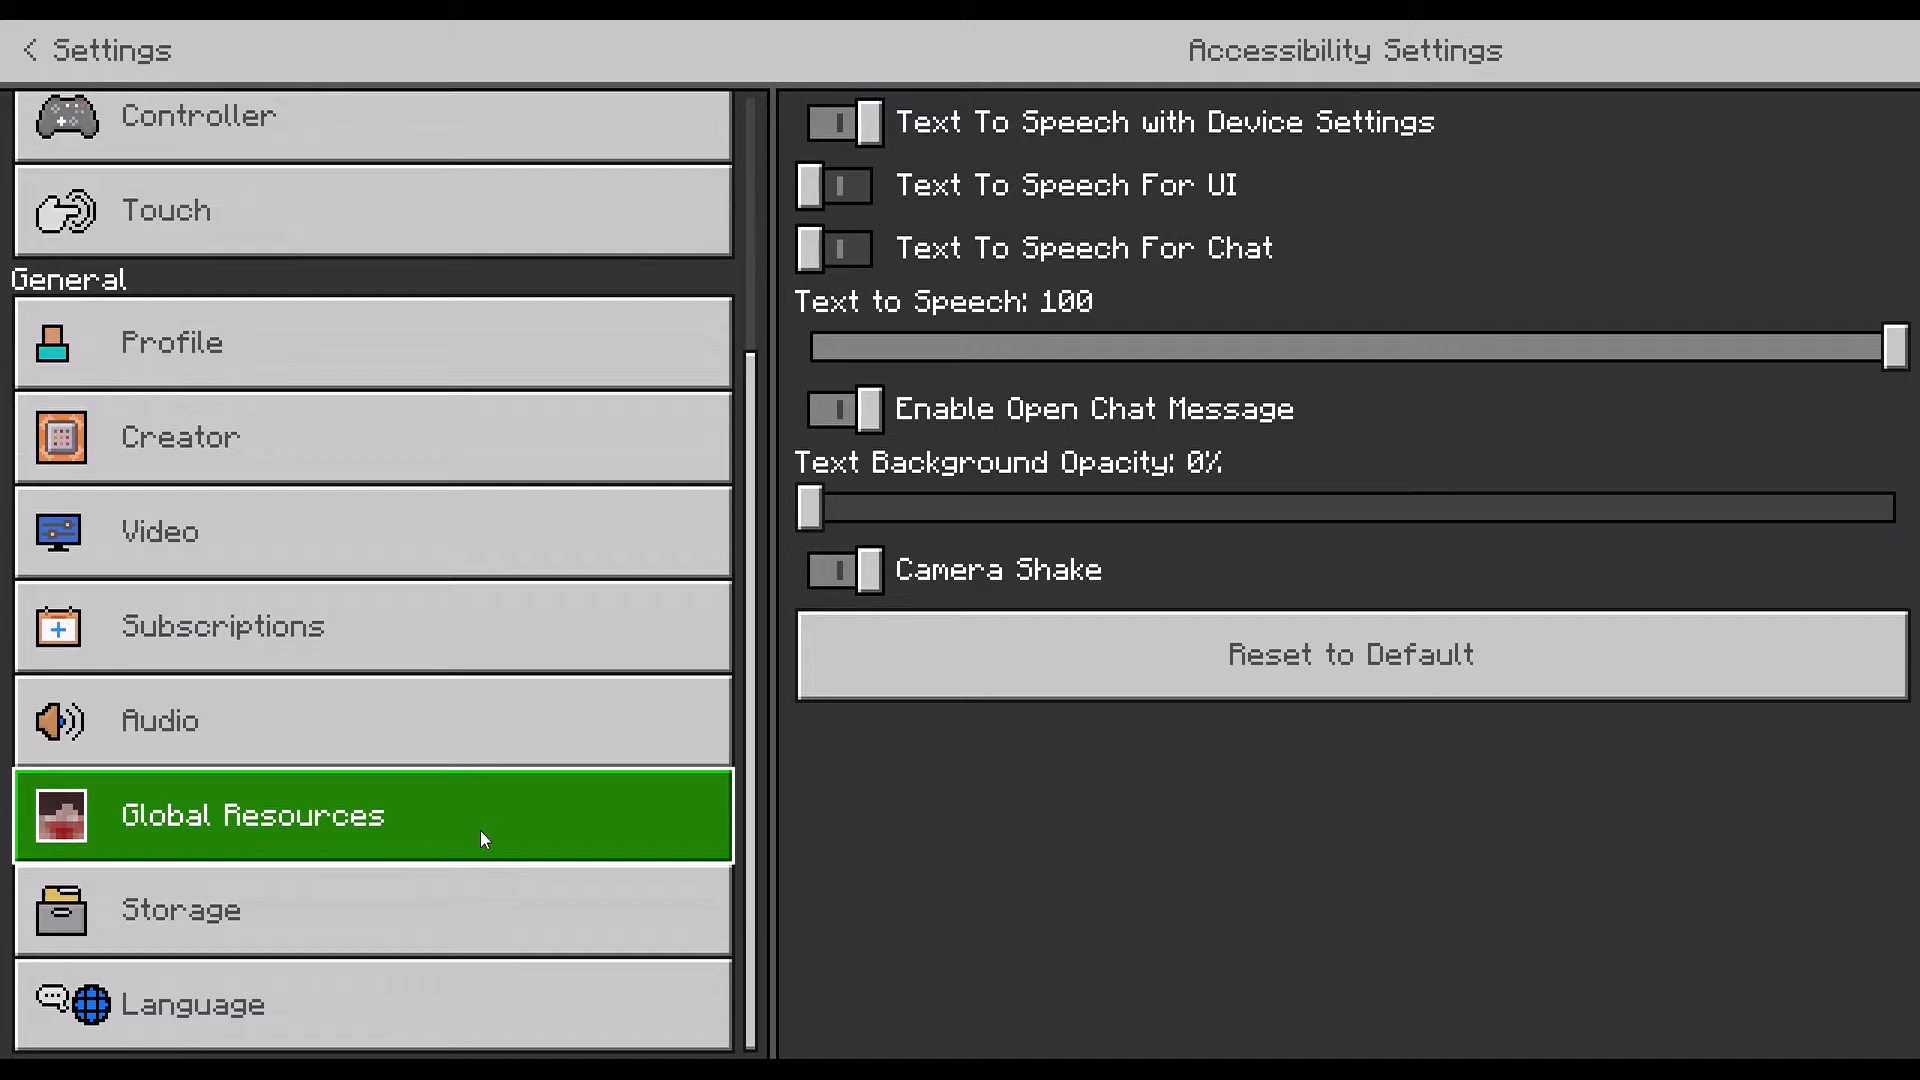 Settings
Accessibility Settings
Controller
Touch
General
Profile
Creator
Video
Subscriptions
Audio
Global Resources
Storage
Language
Text To Speech with Device Settings
Text To Speech For UI
Text To Speech For Chat
Text to Speech: 100
Enable Open Chat Message
Text Background Opacity: 0%
Camera Shake
Reset to Default